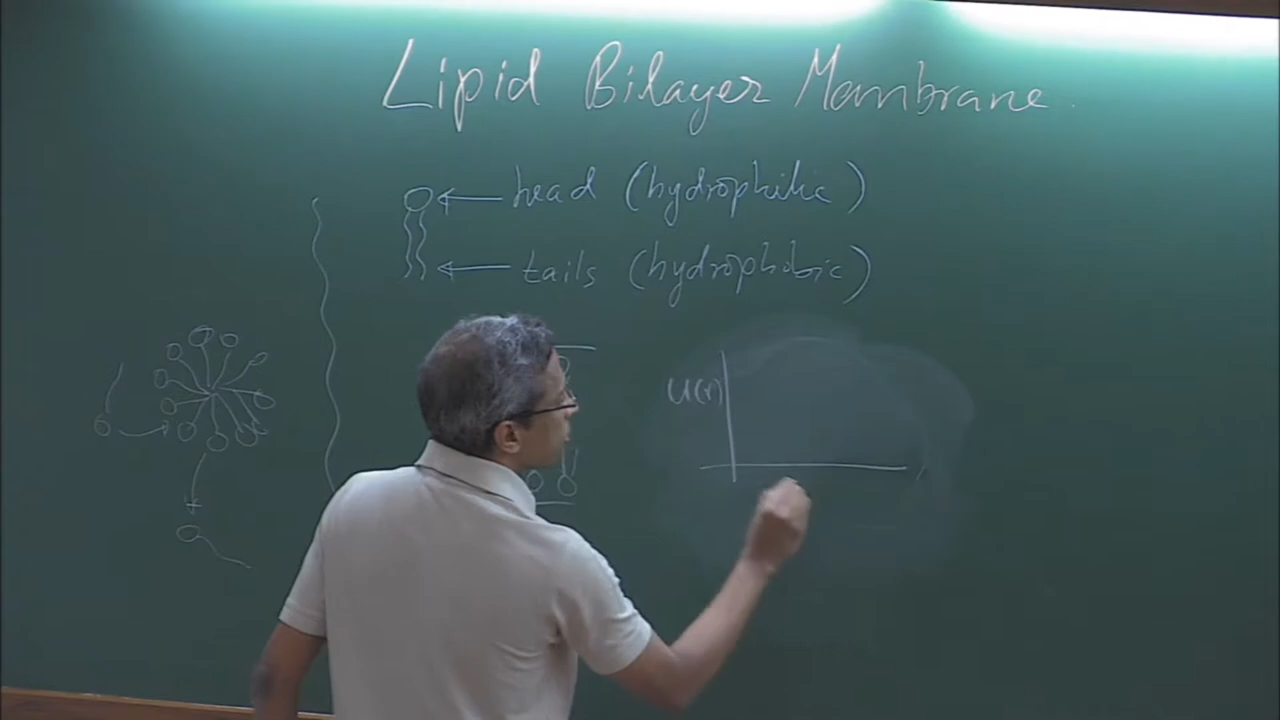 Lipid Bilayer Membrane.
head (hydrophilic)
tails (hydrophobic)
U(r)